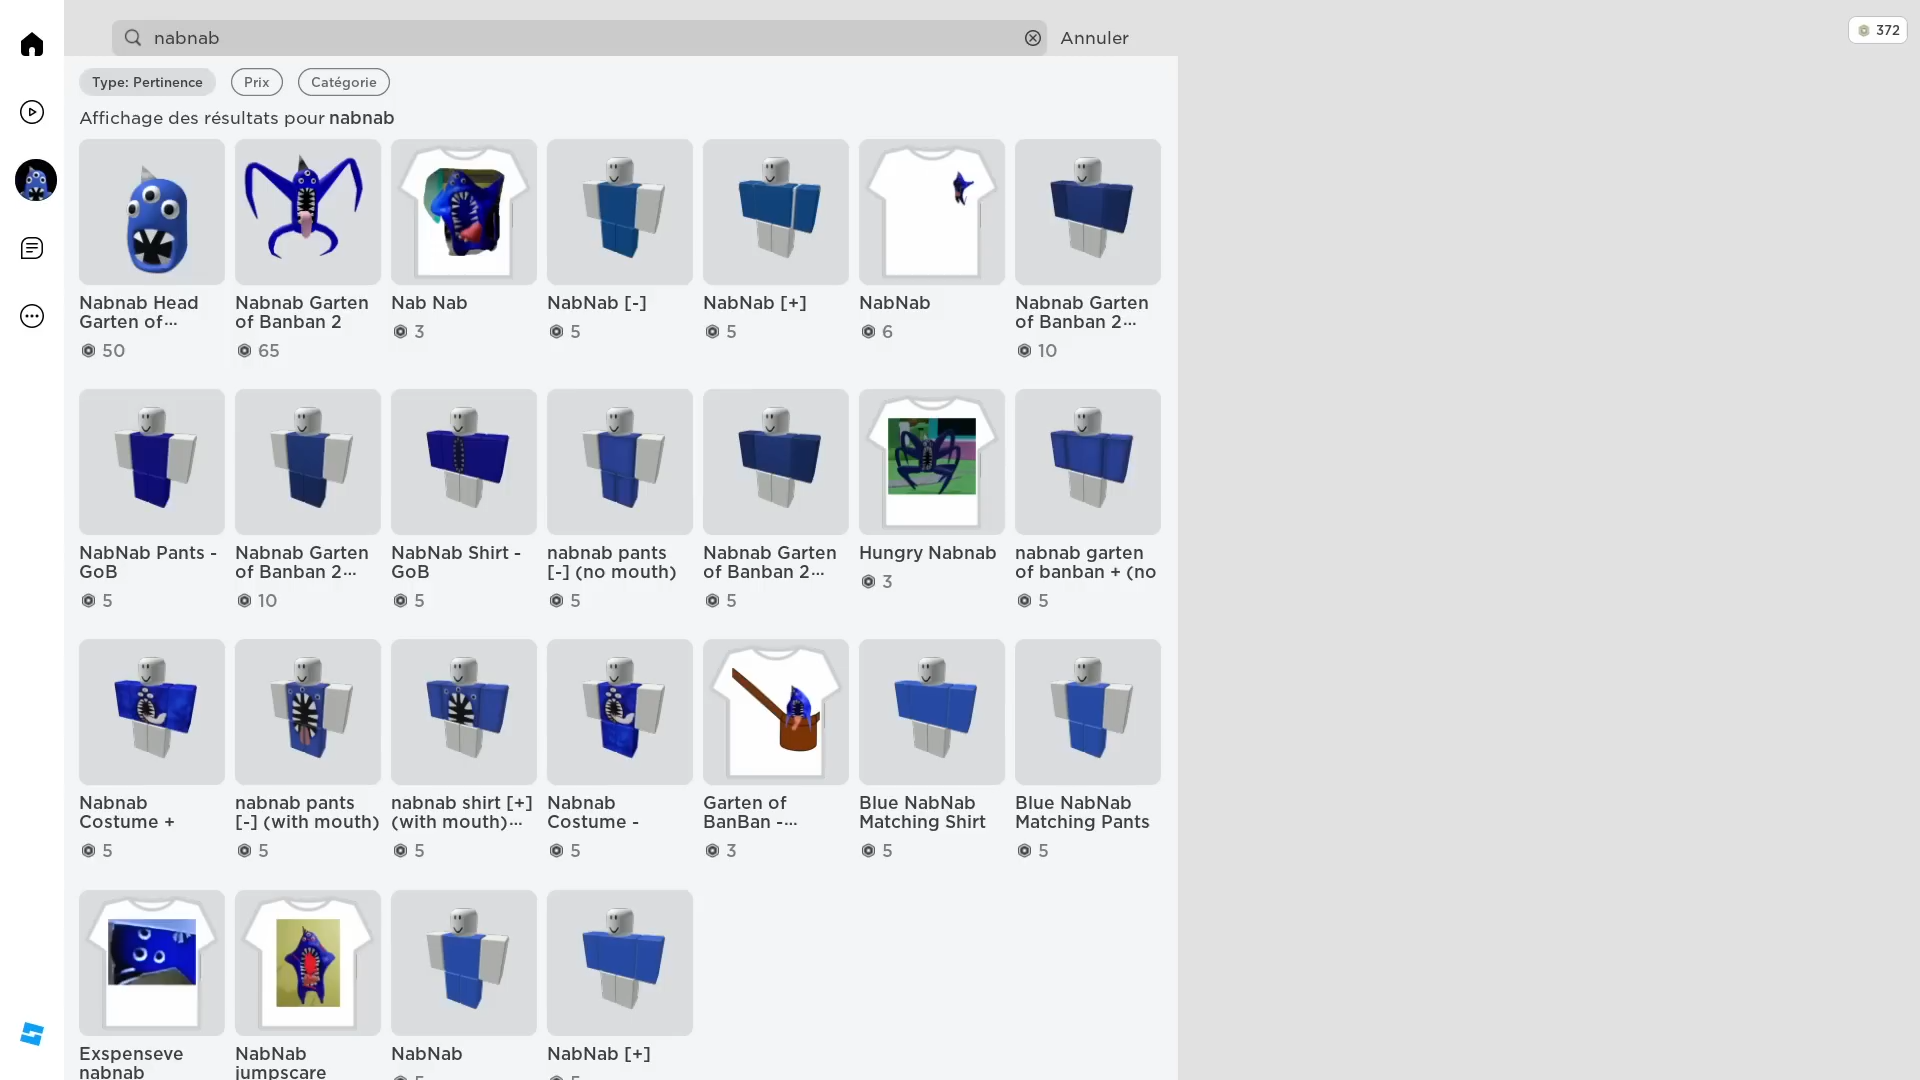 nabnab
Annuler
372
Type: Pertinence
Prix
Catégorie
Affichage des résultats pour nabnab
Nabnab Head
Garten of...
50
Nabnab Garten
of Banban 2
65
Nab Nab
3
NabNab [-]
5
NabNab [+]
5
NabNab
6
Nabnab Garten
of Banban 2...
10
NabNab Pants -
GoB
5
Nabnab Garten
of Banban 2...
10
NabNab Shirt -
GoB
5
nabnab pants
[-] (no mouth)
5
Nabnab Garten
of Banban 2...
5
Hungry Nabnab
3
nabnab garten
of banban + (no
5
Nabnab
Costume +
5
nabnab pants
[-] (with mouth)
5
nabnab shirt [+]
(with mouth)...
5
Nabnab
Costume -
5
Garten of
BanBan -...
3
Blue NabNab
Matching Shirt
5
Blue NabNab
Matching Pants
5
Exspenseve
nabnab
NabNab
jumpscare
NabNab
NabNab [+]